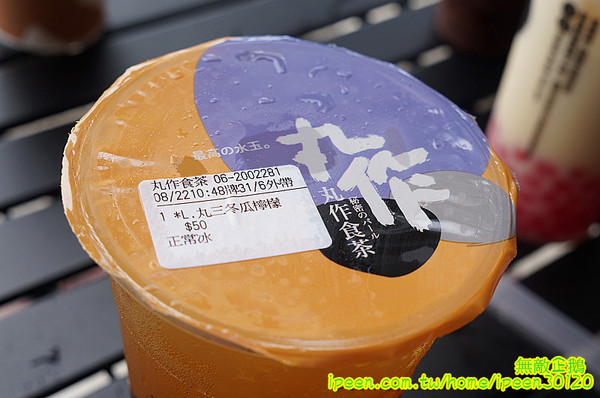 最高の水玉。
丸作
秘密のパール
丸作食茶
丸作食茶 06-2002281
08/2210:48牌31/6外帶
1 *L.丸三冬瓜檸檬
$50
正常冰
無敵企鵝
ipeen.com.tw/home/ipeen30120